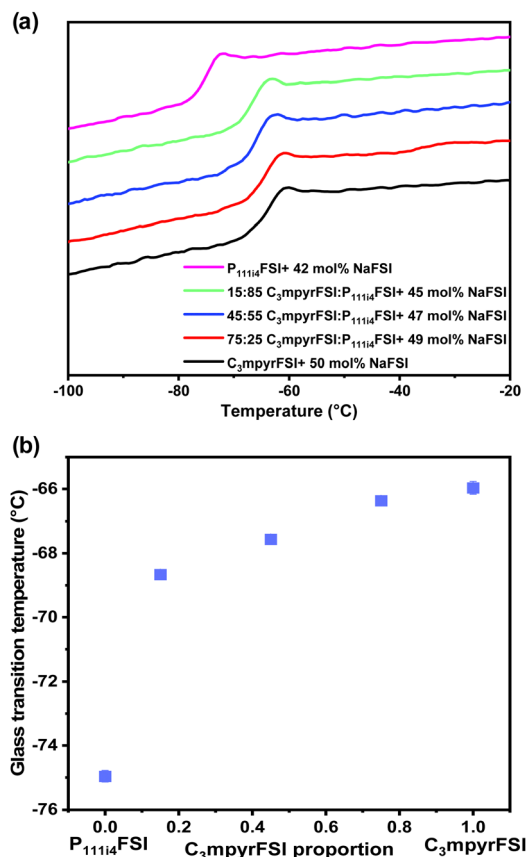 (a)
P₁₁₁ᵢ₄FSI+ 42 mol% NaFSI
15:85 C₃mpyrFSI:P₁₁₁ᵢ₄FSI+ 45 mol% NaFSI
45:55 C₃mpyrFSI:P₁₁₁ᵢ₄FSI+ 47 mol% NaFSI
75:25 C₃mpyrFSI:P₁₁₁ᵢ₄FSI+ 49 mol% NaFSI
C₃mpyrFSI+ 50 mol% NaFSI
-100 -80 -60 -40 -20
Temperature (°C)
(b)
Glass transition temperature (°C)
-66
-68
-70
-72
-74
-76
0.0 0.2 0.4 0.6 0.8 1.0
P₁₁₁ᵢ₄FSI C₃mpyrFSI proportion C₃mpyrFSI